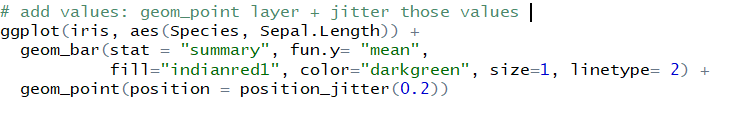 # add values: geom_point layer + jitter those values
ggplot(iris, aes(Species, Sepal.Length)) +
  geom_bar(stat = "summary", fun.y= "mean",
           fill="indianred1", color="darkgreen", size=1, linetype= 2) +
  geom_point(position = position_jitter(0.2))